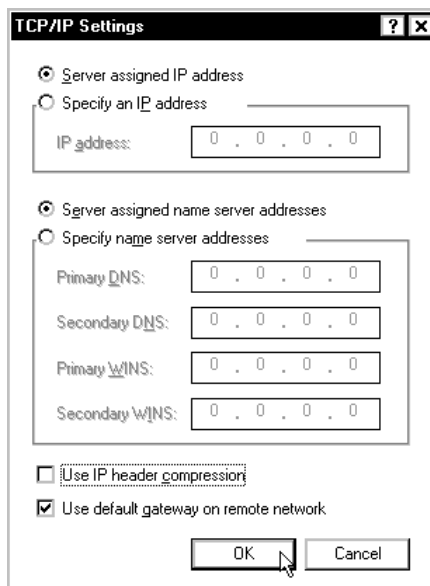 TCP/IP Settings
Server assigned IP address
Specify an IP address
IP address: 0 . 0 . 0 . 0
Server assigned name server addresses
Specify name server addresses
Primary DNS: 0 . 0 . 0 . 0
Secondary DNS: 0 . 0 . 0 . 0
Primary WINS: 0 . 0 . 0 . 0
Secondary WINS: 0 . 0 . 0 . 0
Use IP header compression
Use default gateway on remote network
OK Cancel